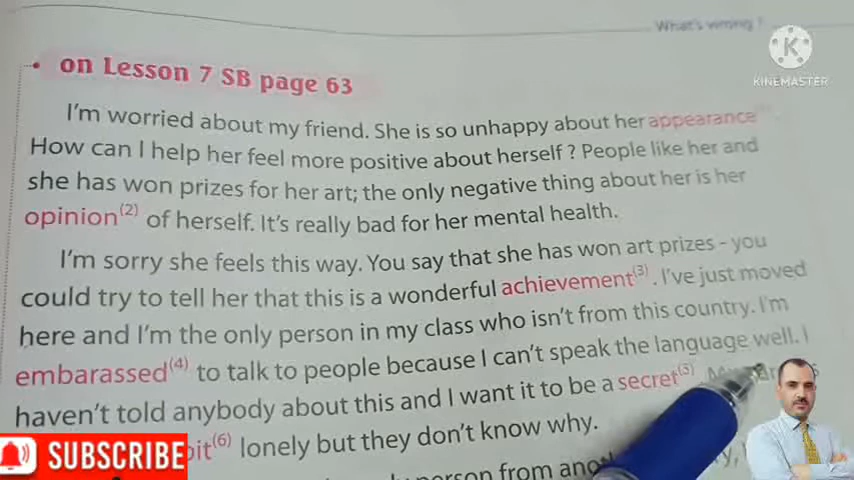 What's wrong ?
KINEMASTER
• on Lesson 7 SB page 63
I'm worried about my friend. She is so unhappy about her appearance
How can I help her feel more positive about herself ? People like her and
she has won prizes for her art; the only negative thing about her is her
opinion(2) of herself. It's really bad for her mental health.
I'm sorry she feels this way. You say that she has won art prizes - you
could try to tell her that this is a wonderful achievement(3). I've just moved
here and I'm the only person in my class who isn't from this country. I'm
embarassed(4) to talk to people because I can't speak the language well. I
haven't told anybody about this and I want it to be a secret(5).
bit(6) lonely but they don't know why.
person from
SUBSCRIBE